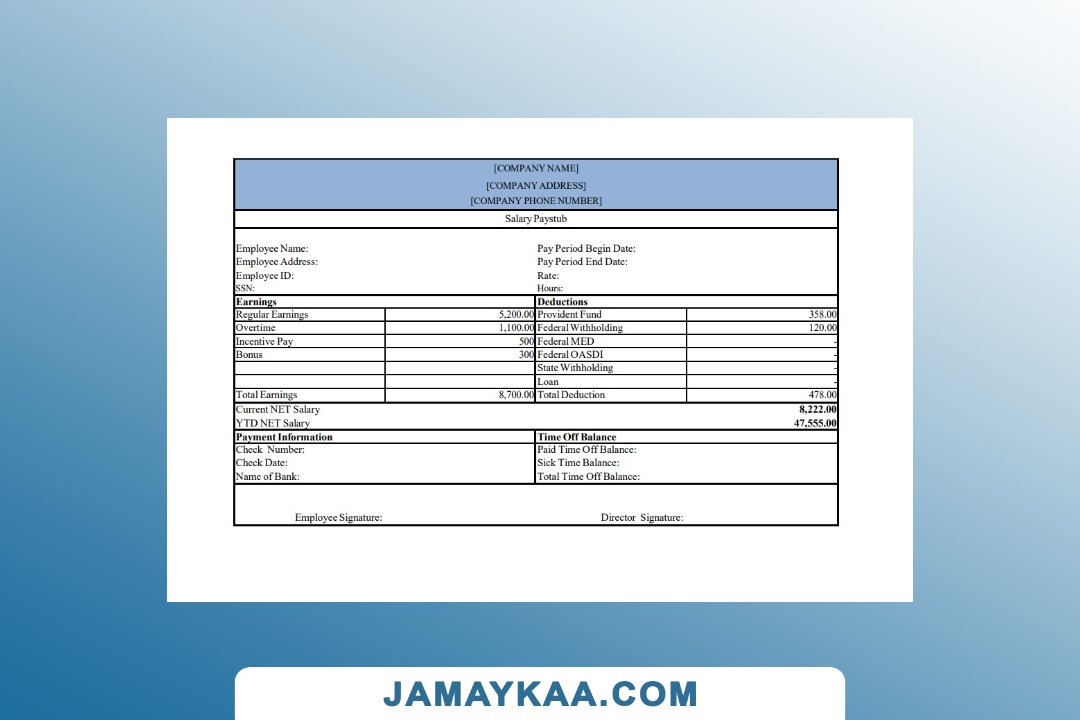 [COMPANY NAME]
[COMPANY ADDRESS]
[COMPANY PHONE NUMBER]
Salary Paystub
Employee Name: Pay Period Begin Date:
Employee Address: Pay Period End Date:
Employee ID: Rate:
SSN: Hours:
Earnings Deductions
Regular Earnings 5,200.00 Provident Fund 358.00
Overtime 1,100.00 Federal Withholding 120.00
Incentive Pay 500 Federal MED -
Bonus 300 Federal OASDI -
State Withholding -
Loan -
Total Earnings 8,700.00 Total Deduction 478.00
Current NET Salary 8,222.00
YTD NET Salary 47,555.00
Payment Information Time Off Balance
Check Number: Paid Time Off Balance:
Check Date: Sick Time Balance:
Name of Bank: Total Time Off Balance:
Employee Signature: Director Signature:
JAMAYKAA.COM